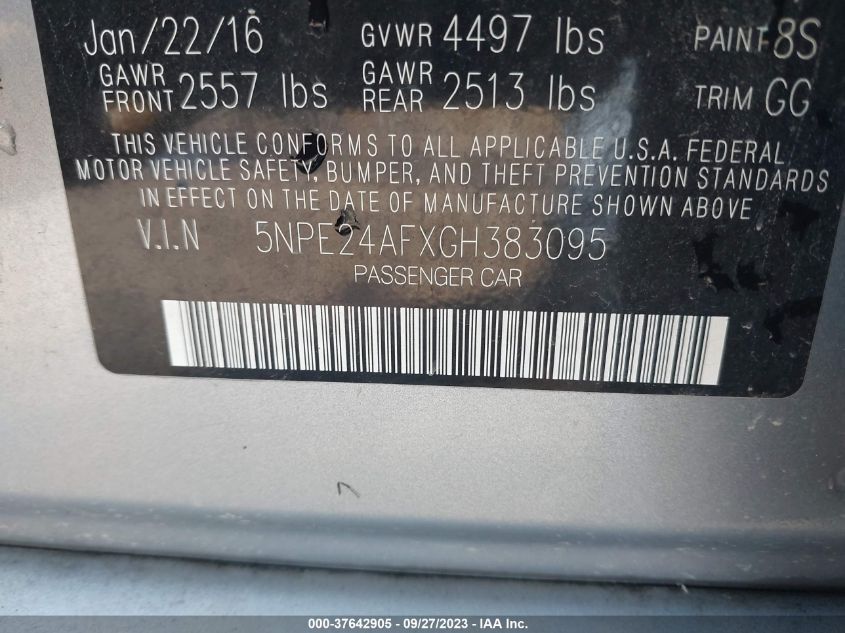 Jan/22/16 GVWR 4497 lbs PAINT 8S
GAWR FRONT 2557 lbs GAWR REAR 2513 lbs TRIM GG
THIS VEHICLE CONFORMS TO ALL APPLICABLE U.S.A. FEDERAL
MOTOR VEHICLE SAFETY, BUMPER, AND THEFT PREVENTION STANDARDS
IN EFFECT ON THE DATE OF MANUFACTURE SHOWN ABOVE
V.I.N 5NPE24AFXGH383095
PASSENGER CAR
000-37642905 - 09/27/2023 - IAA Inc.